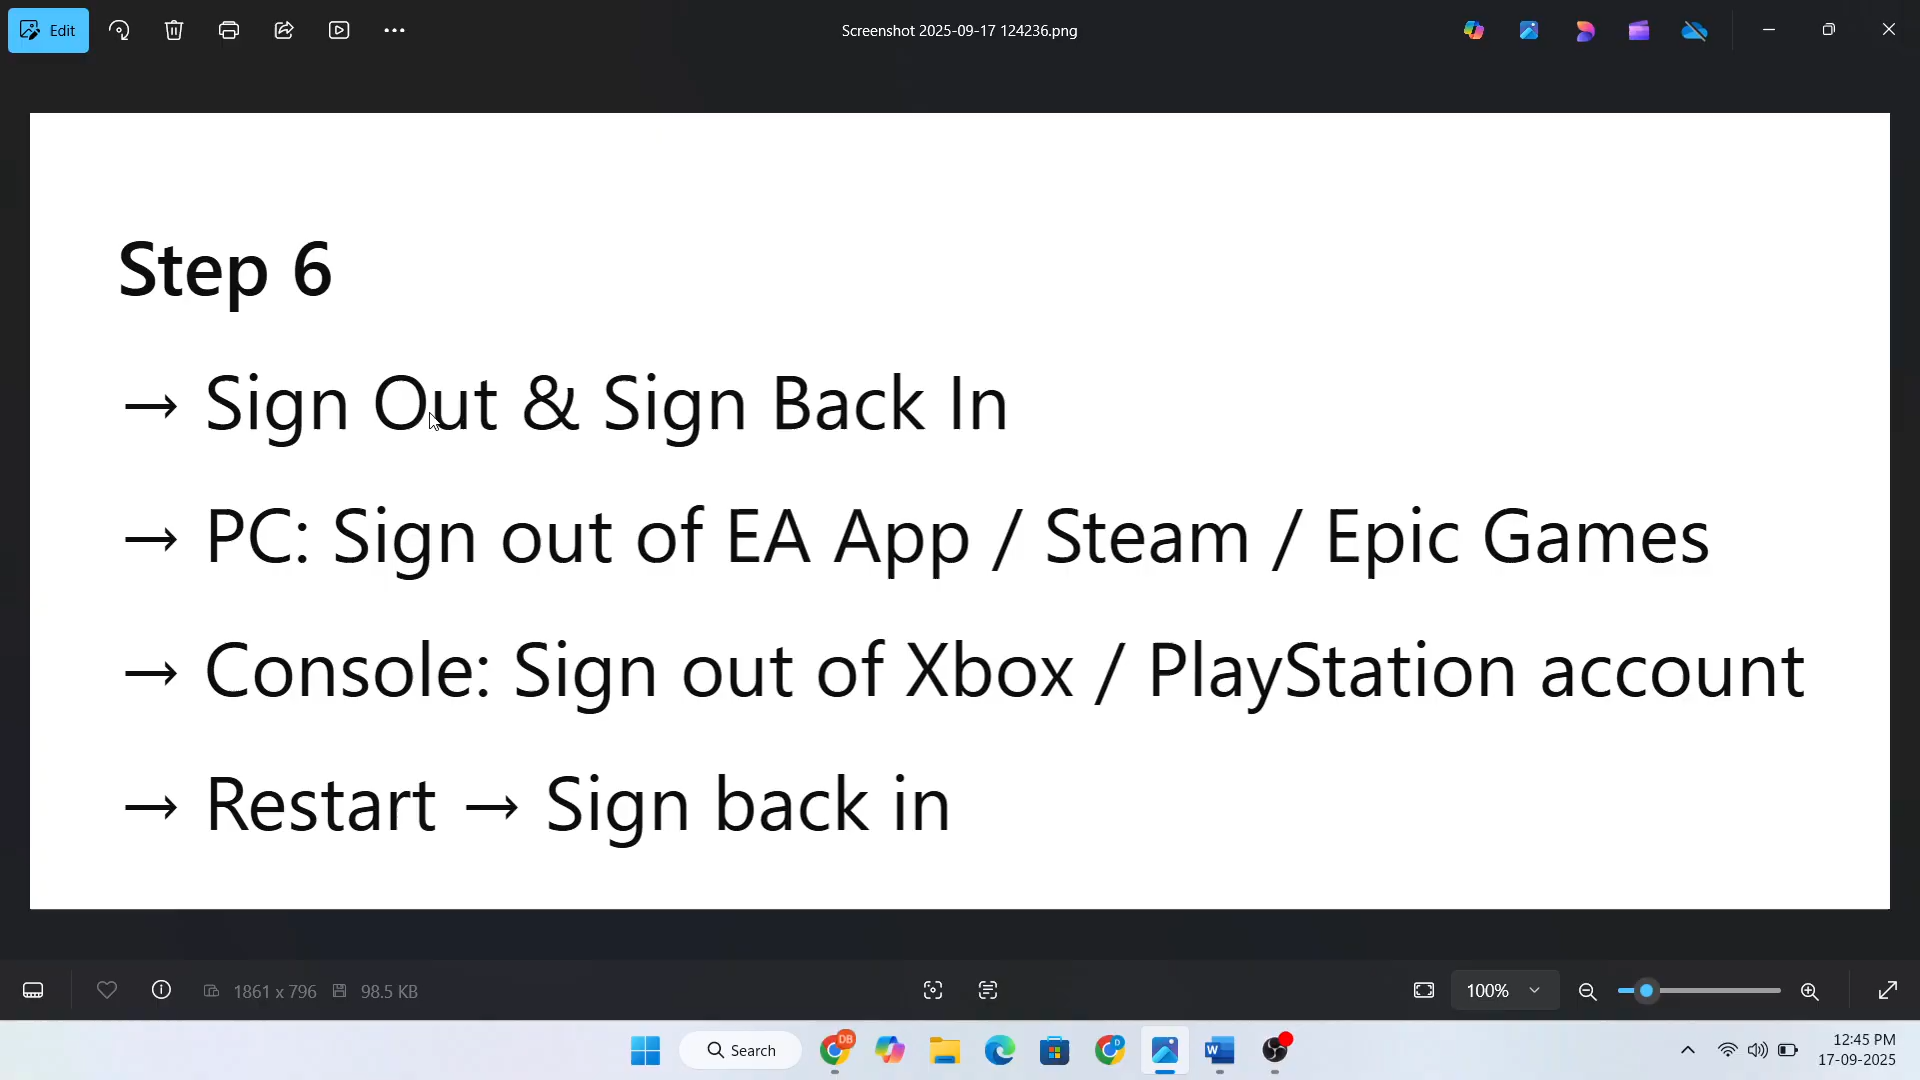 Edit
Screenshot 2025-09-17 124236.png
Step 6
→ Sign Out & Sign Back In
→ PC: Sign out of EA App / Steam / Epic Games
→ Console: Sign out of Xbox / PlayStation account
→ Restart → Sign back in
1861 x 796 98.5 KB
100%
Search
DB
D
W
12:45 PM
17-09-2025